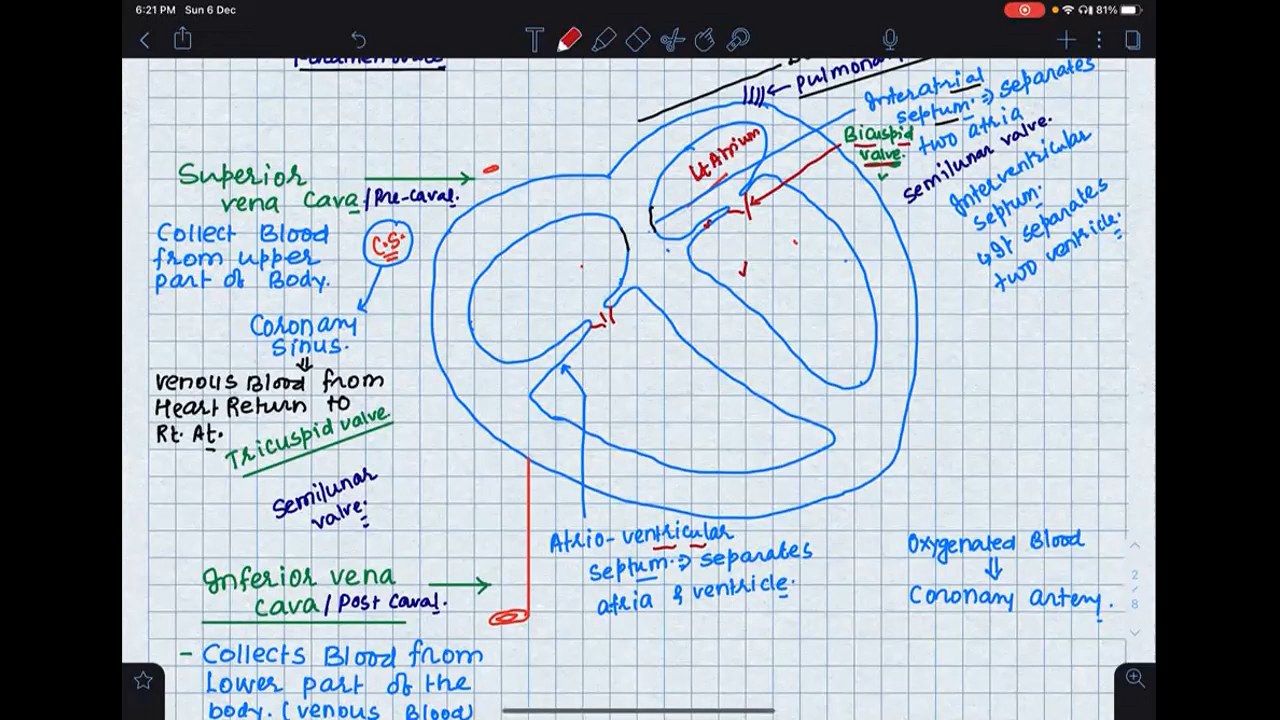 6:21 PM Sun 6 Dec
81%
Pulmonary
Interatrial
septum. ⇒ separates
two atria
Bicuspid
valve.
semilunar valve.
Interventricular
septum.
↳ It separates
two ventricle.
Lt Atrium
Superior
vena Cava / Pre-caval.
Collect Blood
from upper
part of Body.
C.S.
Coronary
Sinus.
⇓
venous Blood from
Heart Return to
Rt. At.
Tricuspid valve
Semilunar
valve.
Inferior vena
cava / Post Caval.
- Collects Blood from
Lower part of the
body. (venous Blood)
Atrio-ventricular
septum ⇒ separates
atria & ventricle.
Oxygenated Blood
⇓
Coronary artery.
2
/
8